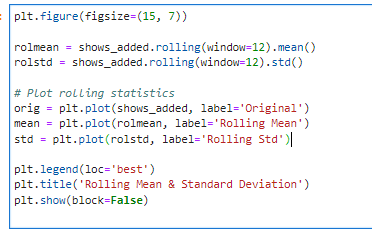 plt.figure(figsize=(15, 7))
rolmean = shows_added.rolling(window=12).mean()
rolstd = shows_added.rolling(window=12).std()
# Plot rolling statistics
orig = plt.plot(shows_added, label='Original')
mean = plt.plot(rolmean, label='Rolling Mean')
std = plt.plot(rolstd, label='Rolling Std')
plt.legend(loc='best')
plt.title('Rolling Mean & Standard Deviation')
plt.show(block=False)